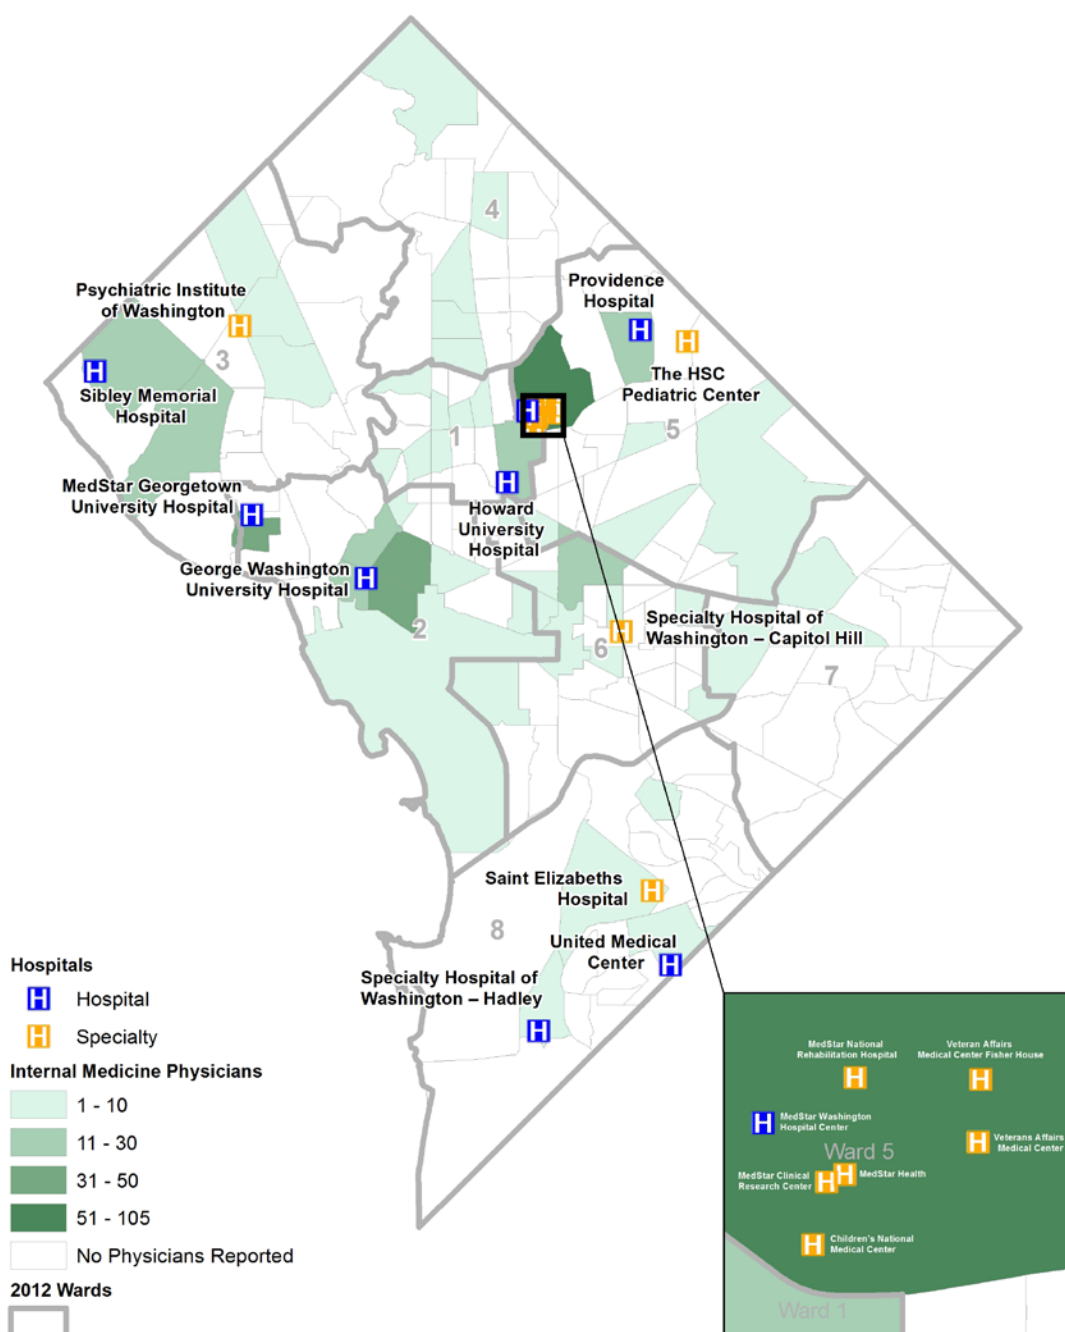 4
Providence
Hospital
H
Psychiatric Institute
of Washington
H
H
3
H
Sibley Memorial
Hospital
The HSC
Pediatric Center
H
1
5
MedStar Georgetown
University Hospital
H
H
Howard
University
Hospital
George Washington
University Hospital
H
2
Specialty Hospital of
Washington – Capitol Hill
H
6
7
Saint Elizabeths
Hospital
H
8
United Medical
Center
H
Specialty Hospital of
Washington – Hadley
H
Hospitals
H Hospital
H Specialty
Internal Medicine Physicians
1 - 10
11 - 30
31 - 50
51 - 105
No Physicians Reported
2012 Wards
MedStar National
Rehabilitation Hospital
H
Veteran Affairs
Medical Center Fisher House
H
H MedStar Washington
Hospital Center
H Veterans Affairs
Medical Center
Ward 5
MedStar Clinical
Research Center
H
H MedStar Health
H Children's National
Medical Center
Ward 1